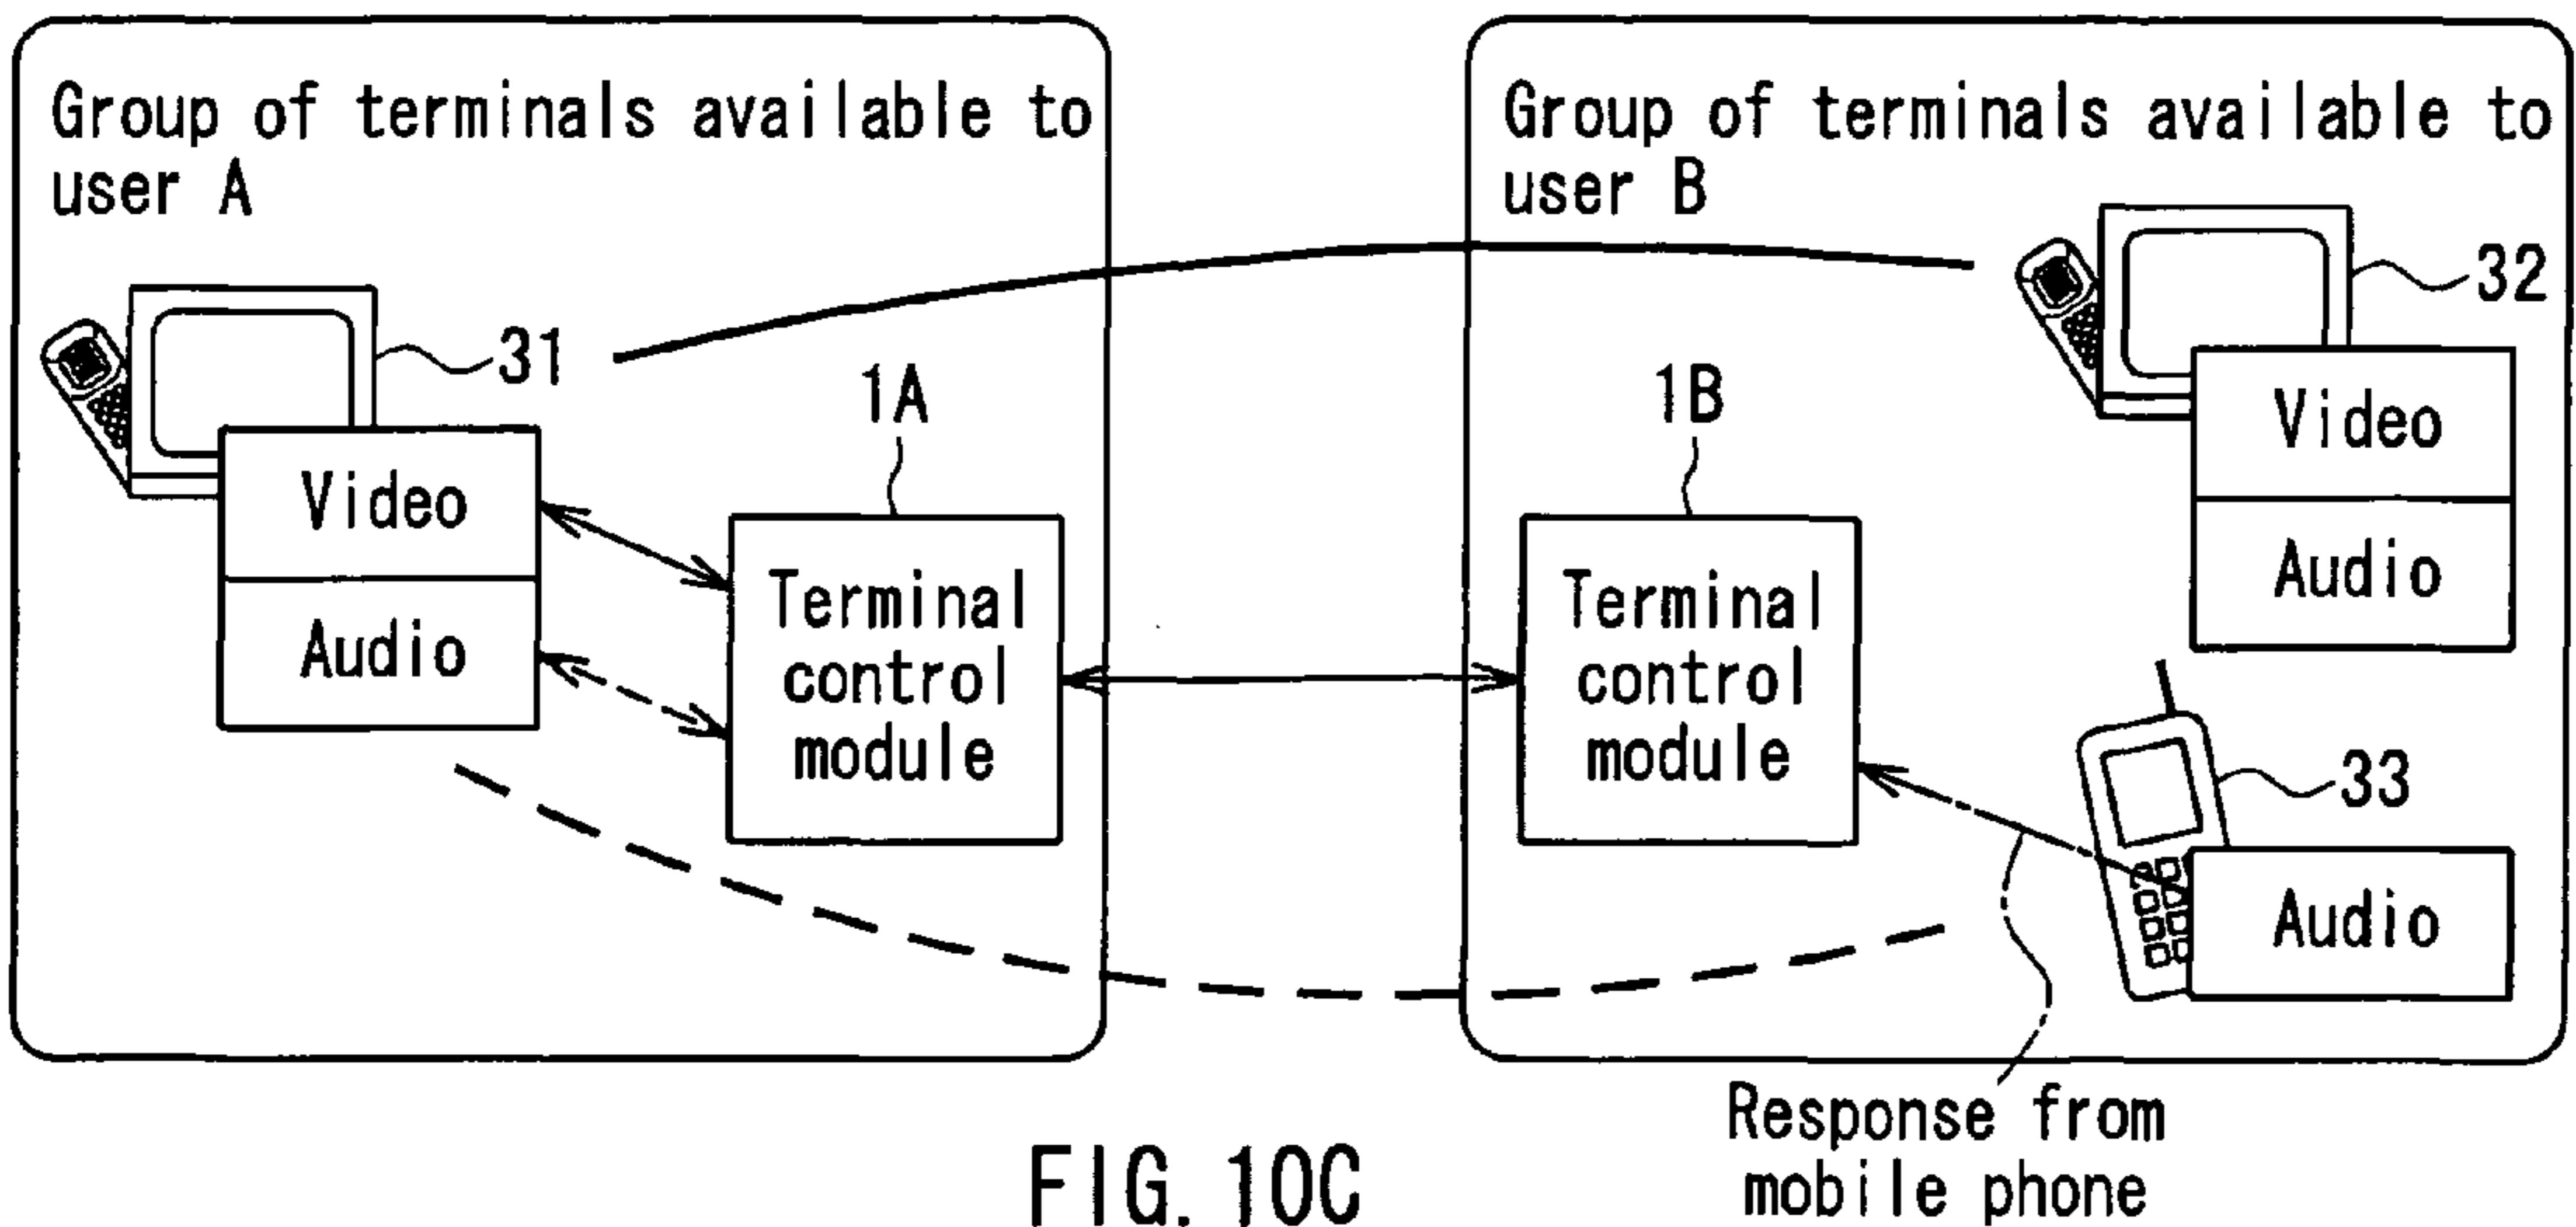 Group of terminals available to
user A
31
Video
Audio
1A
Terminal
control
module
Group of terminals available to
user B
32
Video
Audio
1B
Terminal
control
module
33
Audio
Response from
mobile phone
FIG. 10C